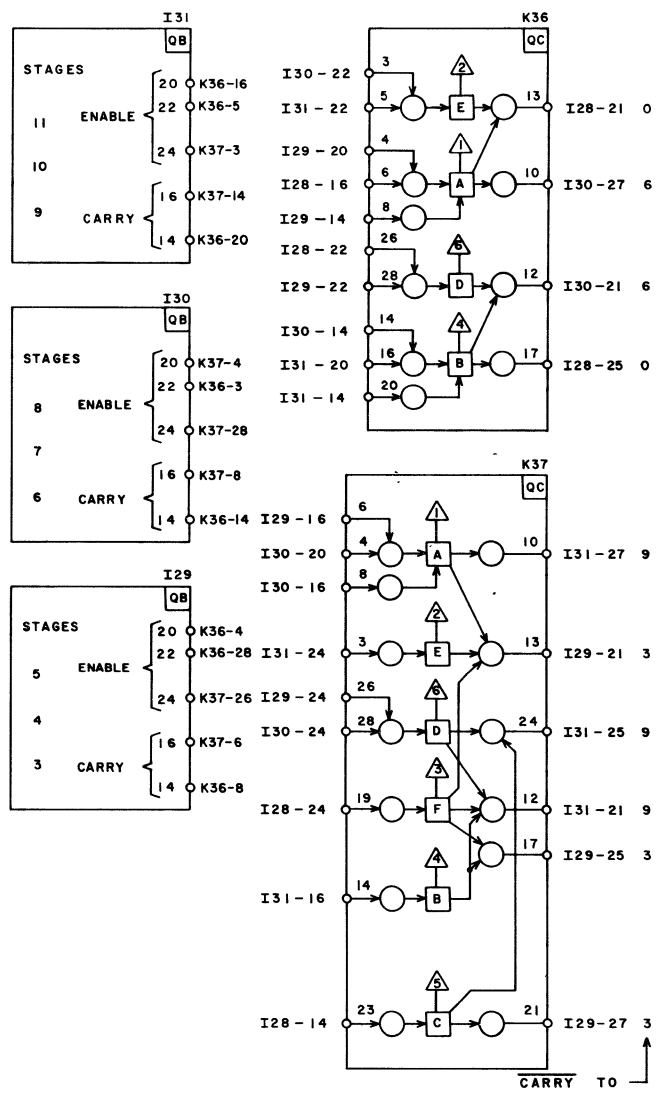 I31
QB
STAGES
20 K36-16
ENABLE
22 K36-5
11
24 K37-3
10
16 K37-14
9
CARRY
14 K36-20
I30
QB
STAGES
20 K37-4
22 K36-3
8
ENABLE
24 K37-28
7
16 K37-8
6
CARRY
14 K36-14
I29
QB
STAGES
20 K36-4
22 K36-28
5
ENABLE
24 K37-26
4
16 K37-6
3
CARRY
14 K36-8
K36
QC
I30-22 3
2
I31-22 5 E 13 I28-21 0
I29-20 4
1
I28-16 6 A 10 I30-27 6
I29-14 8
I28-22 26
6
I29-22 28 D 12 I30-21 6
I30-14 14
4
I31-20 16 B 17 I28-25 0
I31-14 20
K37
QC
I29-16 6
1
I30-20 4 A 10 I31-27 9
I30-16 8
2
I31-24 3 E 13 I29-21 3
I29-24 26
6
I30-24 28 D 24 I31-25 9
3
I28-24 19 F 12 I31-21 9
17 I29-25 3
4
I31-16 14 B
5
I28-14 23 C 21 I29-27 3
CARRY TO